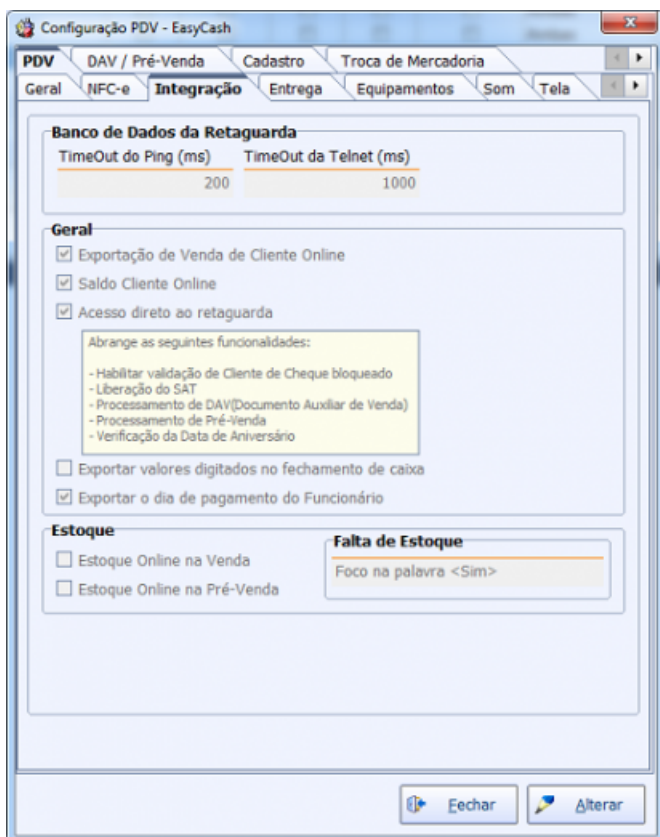 Configuração PDV - EasyCash
PDV DAV / Pré-Venda Cadastro Troca de Mercadoria
Geral NFC-e Integração Entrega Equipamentos Som Tela
Banco de Dados da Retaguarda
TimeOut do Ping (ms) TimeOut da Telnet (ms)
200 1000
Geral
Exportação de Venda de Cliente Online
Saldo Cliente Online
Acesso direto ao retaguarda
Abrange as seguintes funcionalidades:
- Habilitar validação de Cliente de Cheque bloqueado
- Liberação do SAT
- Processamento de DAV(Documento Auxiliar de Venda)
- Processamento de Pré-Venda
- Verificação da Data de Aniversário
Exportar valores digitados no fechamento de caixa
Exportar o dia de pagamento do Funcionário
Estoque
Estoque Online na Venda
Estoque Online na Pré-Venda
Falta de Estoque
Foco na palavra <Sim>
Fechar Alterar